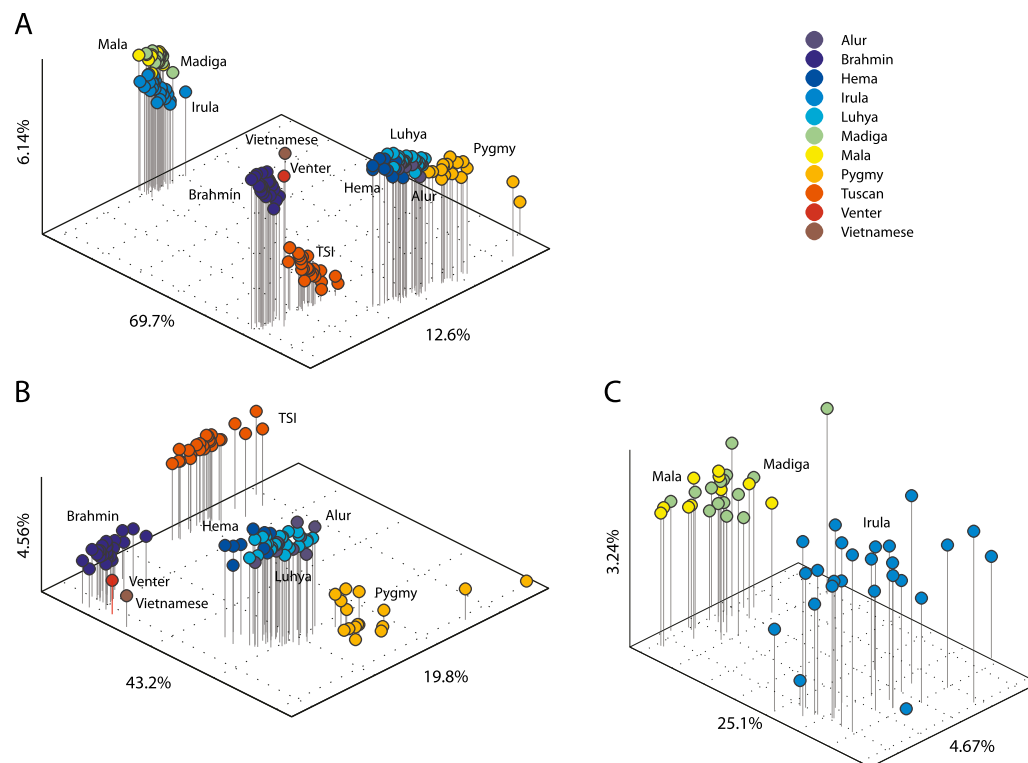 A
Mala
Madiga
Irula
6.14%
Vietnamese
Venter
Brahmin
TSI
Luhya
Pygmy
Hema
Alur
69.7%
12.6%
Alur
Brahmin
Hema
Irula
Luhya
Madiga
Mala
Pygmy
Tuscan
Venter
Vietnamese
B
TSI
Brahmin
Hema
Alur
4.56%
Venter
Vietnamese
Luhya
Pygmy
43.2%
19.8%
C
Mala
Madiga
Irula
3.24%
25.1%
4.67%